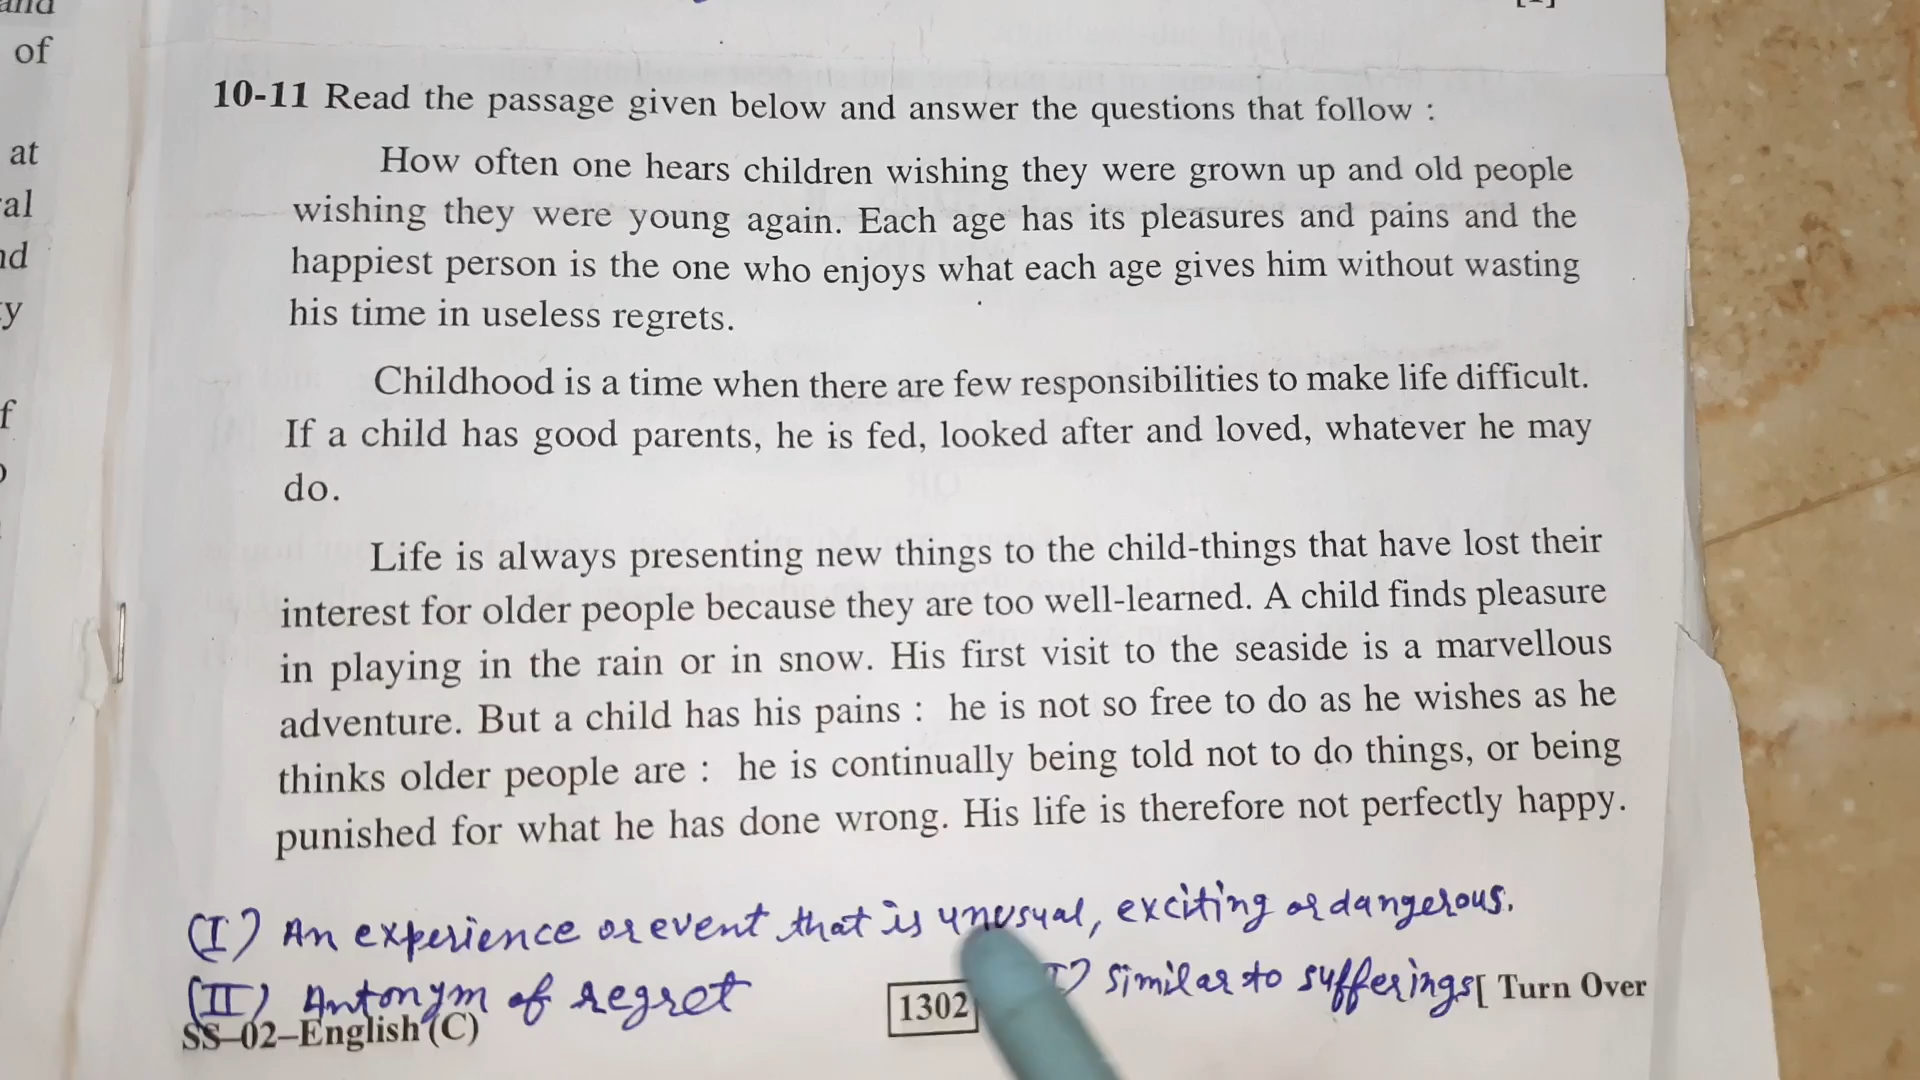 and
of
at
al
nd
y
f
10-11 Read the passage given below and answer the questions that follow :
How often one hears children wishing they were grown up and old people
wishing they were young again. Each age has its pleasures and pains and the
happiest person is the one who enjoys what each age gives him without wasting
his time in useless regrets.
Childhood is a time when there are few responsibilities to make life difficult.
If a child has good parents, he is fed, looked after and loved, whatever he may
do.
Life is always presenting new things to the child-things that have lost their
interest for older people because they are too well-learned. A child finds pleasure
in playing in the rain or in snow. His first visit to the seaside is a marvellous
adventure. But a child has his pains : he is not so free to do as he wishes as he
thinks older people are : he is continually being told not to do things, or being
punished for what he has done wrong. His life is therefore not perfectly happy.
(I) An experience or event that is unusual, exciting or dangerous.
(II) Antonym of regret
I) similar to sufferings
[ Turn Over
SS-02-English (C)
1302